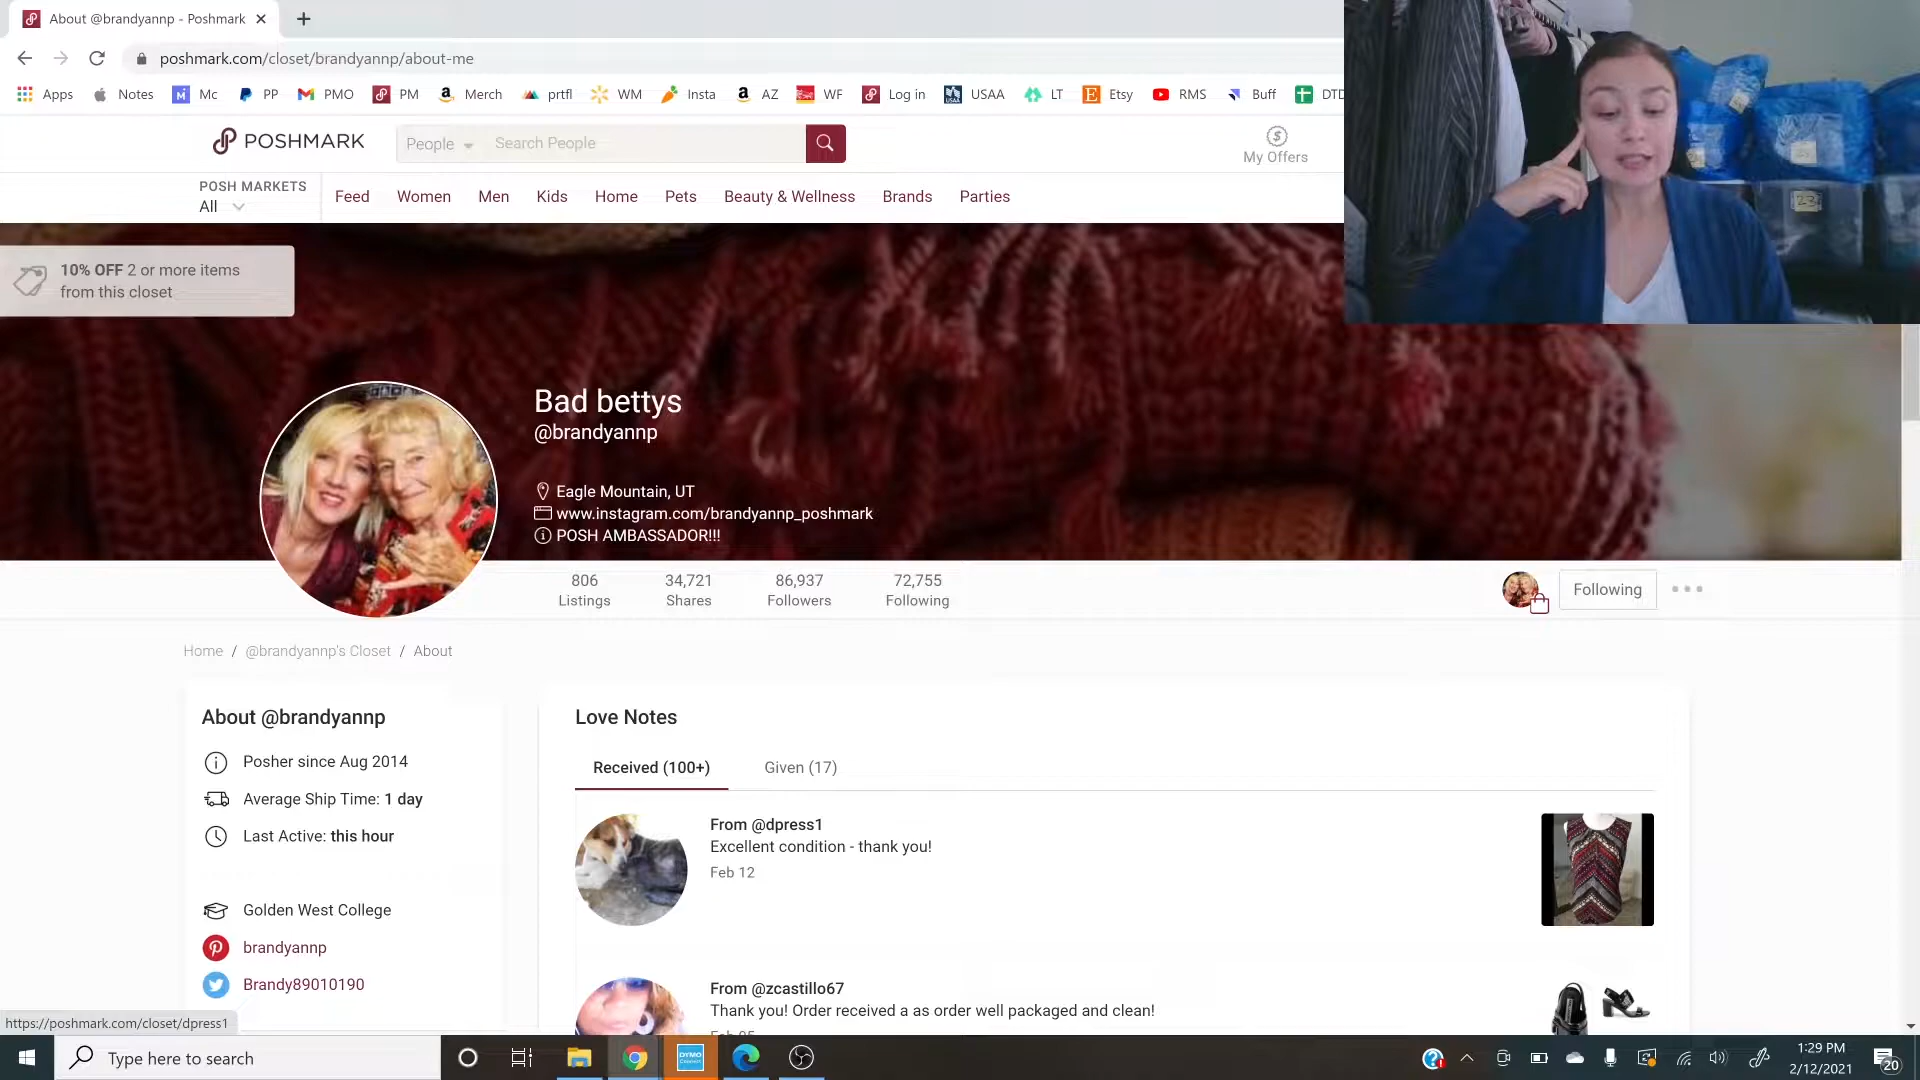 About @brandyannp - Poshmark
poshmark.com/closet/brandyannp/about-me
Apps Notes Mc PP PMO PM Merch prtfl WM Insta AZ WF Log in USAA LT Etsy RMS Buff DTD
POSHMARK
People
Search People
My Offers
POSH MARKETS
All
Feed Women Men Kids Home Pets Beauty & Wellness Brands Parties
10% OFF 2 or more items
from this closet
Bad bettys
@brandyannp
Eagle Mountain, UT
www.instagram.com/brandyannp_poshmark
POSH AMBASSADOR!!!
806 34,721 86,937 72,755
Listings Shares Followers Following
Following
Home / @brandyannp's Closet / About
About @brandyannp
Posher since Aug 2014
Average Ship Time: 1 day
Last Active: this hour
Golden West College
brandyannp
Brandy89010190
Love Notes
Received (100+) Given (17)
From @dpress1
Excellent condition - thank you!
Feb 12
From @zcastillo67
Thank you! Order received a as order well packaged and clean!
https://poshmark.com/closet/dpress1
Type here to search
DYMO
1:29 PM
2/12/2021
20
23